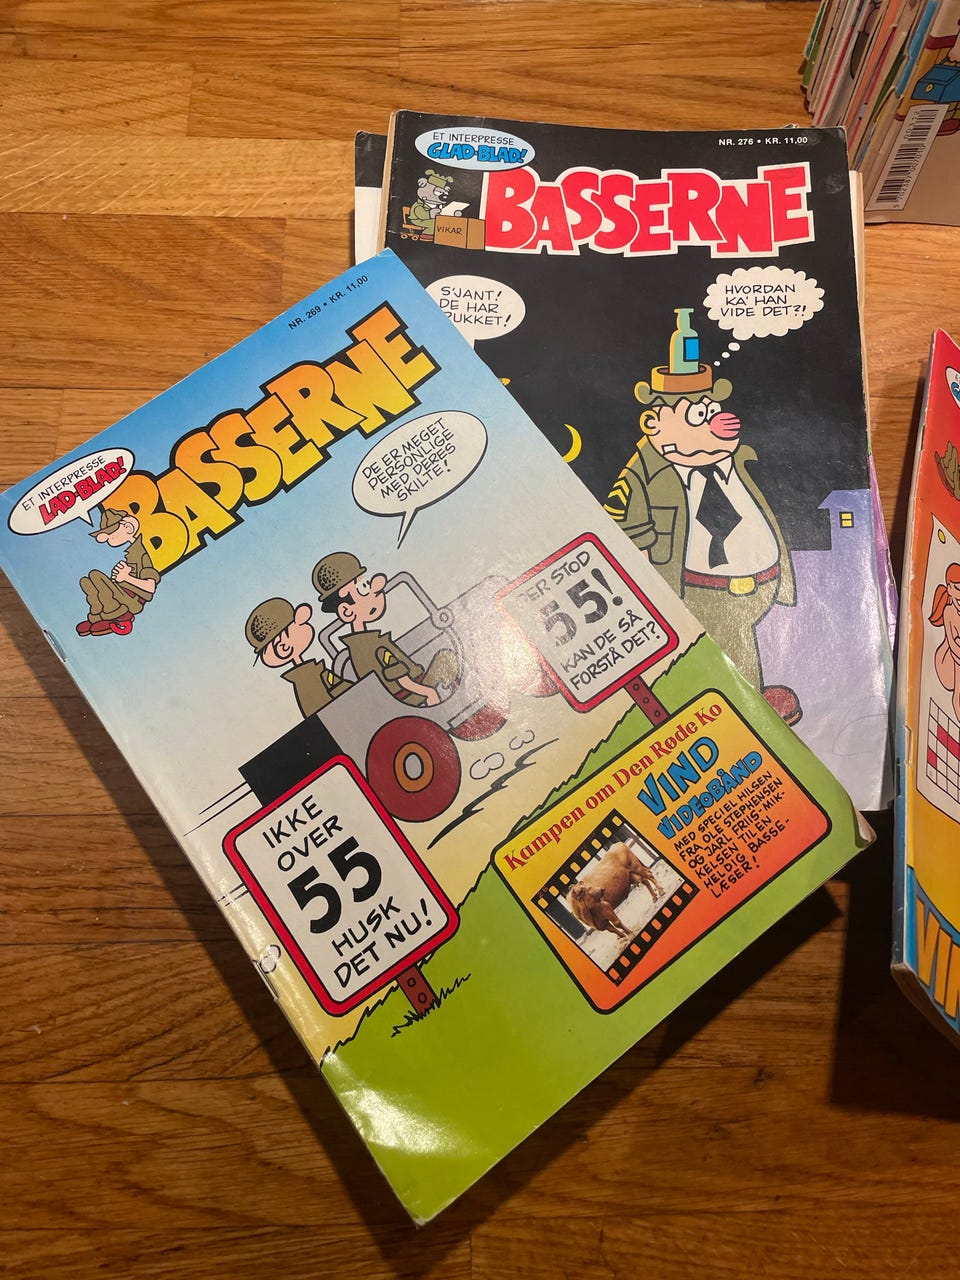 NR. 269 • KR. 11,00
ET INTERPRESSE
LAD-BLAD!
BASSERNE
DE ER MEGET
PERSONLIGE
MED DERES
SKILTE!
DER STOD
55!
KAN DE SÅ
FORSTÅ DET?
IKKE
OVER
55
HUSK
DET NU!
Kampen om Den Røde Ko
VIND
VIDEOBÅND
MED SPECIEL HILSEN
FRA OLE STEPHENSEN
OG JARL FRIIS-MIK-
KELSEN TIL EN
HELDIG BASSE-
LÆSER!
ET INTERPRESSE
GLAD-BLAD!
NR. 276 • KR. 11,00
VIKAR
BASSERNE
S'JANT!
DE HAR
HVORDAN
KA' HAN
VIDE DET?!